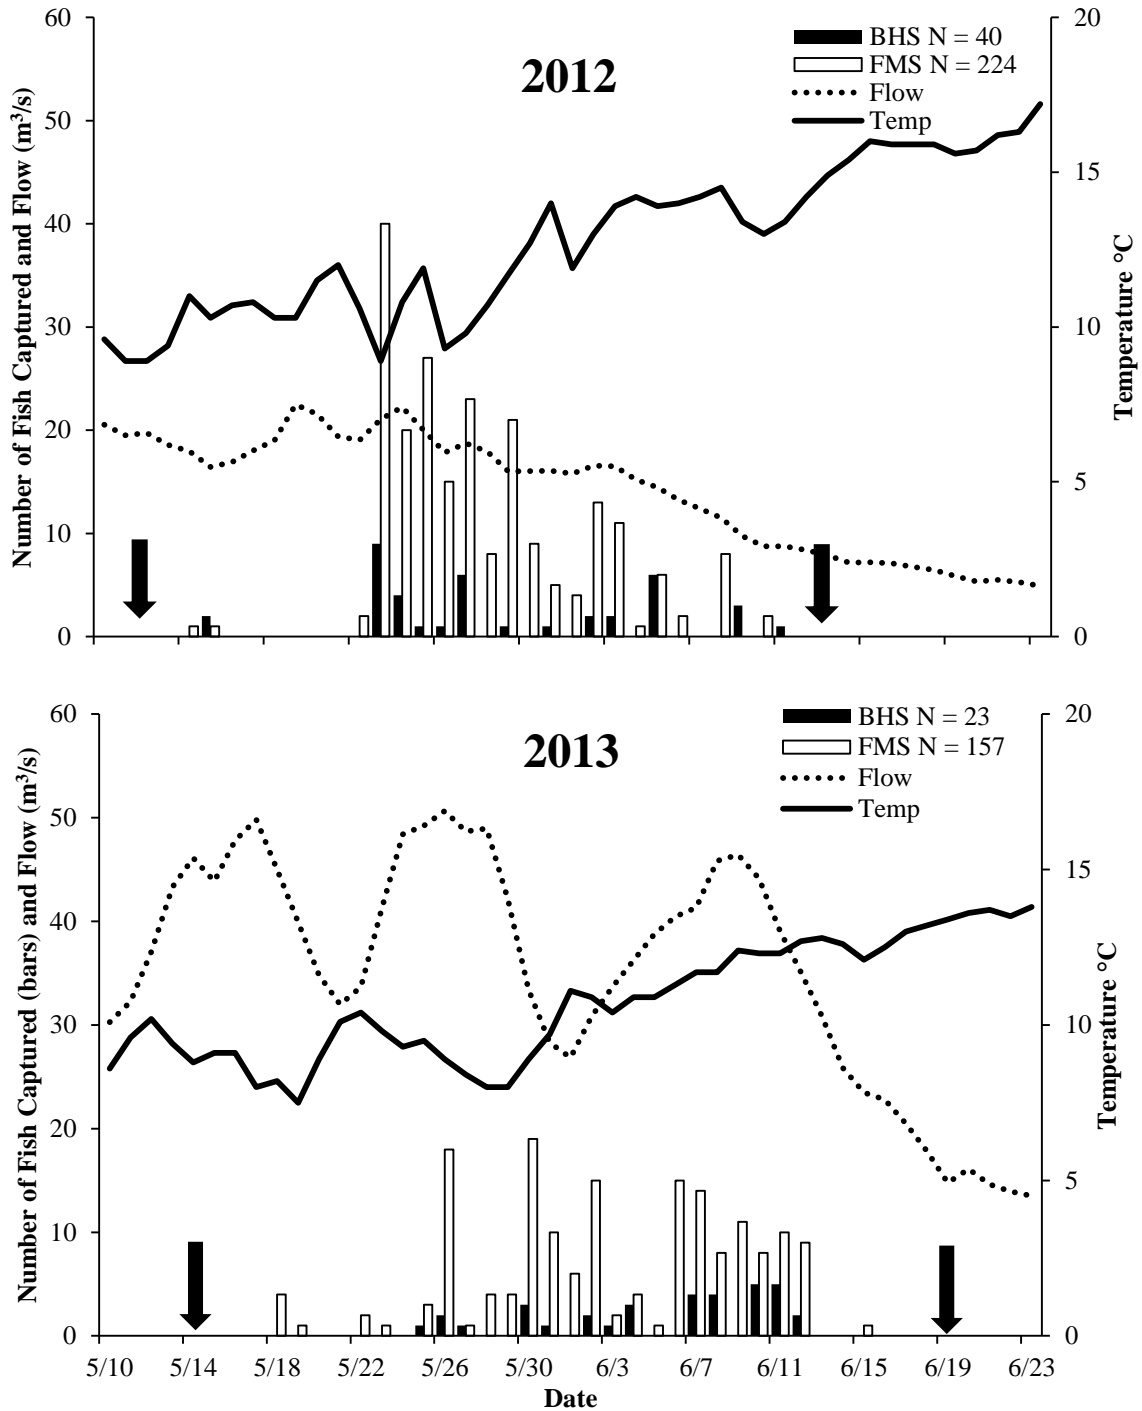 2012
BHS N = 40
FMS N = 224
Flow
Temp
Number of Fish Captured and Flow (m³/s)
60
50
40
30
20
10
0
20
15
10
5
0
Temperature °C
2013
BHS N = 23
FMS N = 157
Flow
Temp
Number of Fish Captured (bars) and Flow (m³/s)
60
50
40
30
20
10
0
20
15
10
5
0
Temperature °C
5/10 5/14 5/18 5/22 5/26 5/30 6/3 6/7 6/11 6/15 6/19 6/23
Date